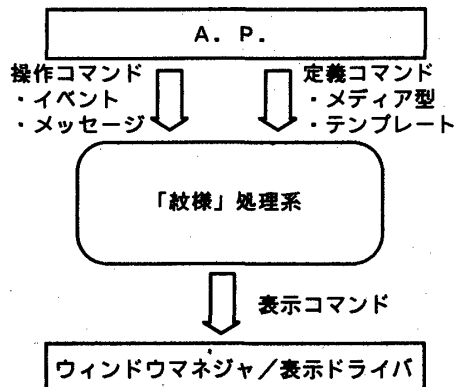 A．P．
操作コマンド
・イベント
・メッセージ
定義コマンド
・メディア型
・テンプレート
「紋様」処理系
表示コマンド
ウィンドウマネジャ／表示ドライバ